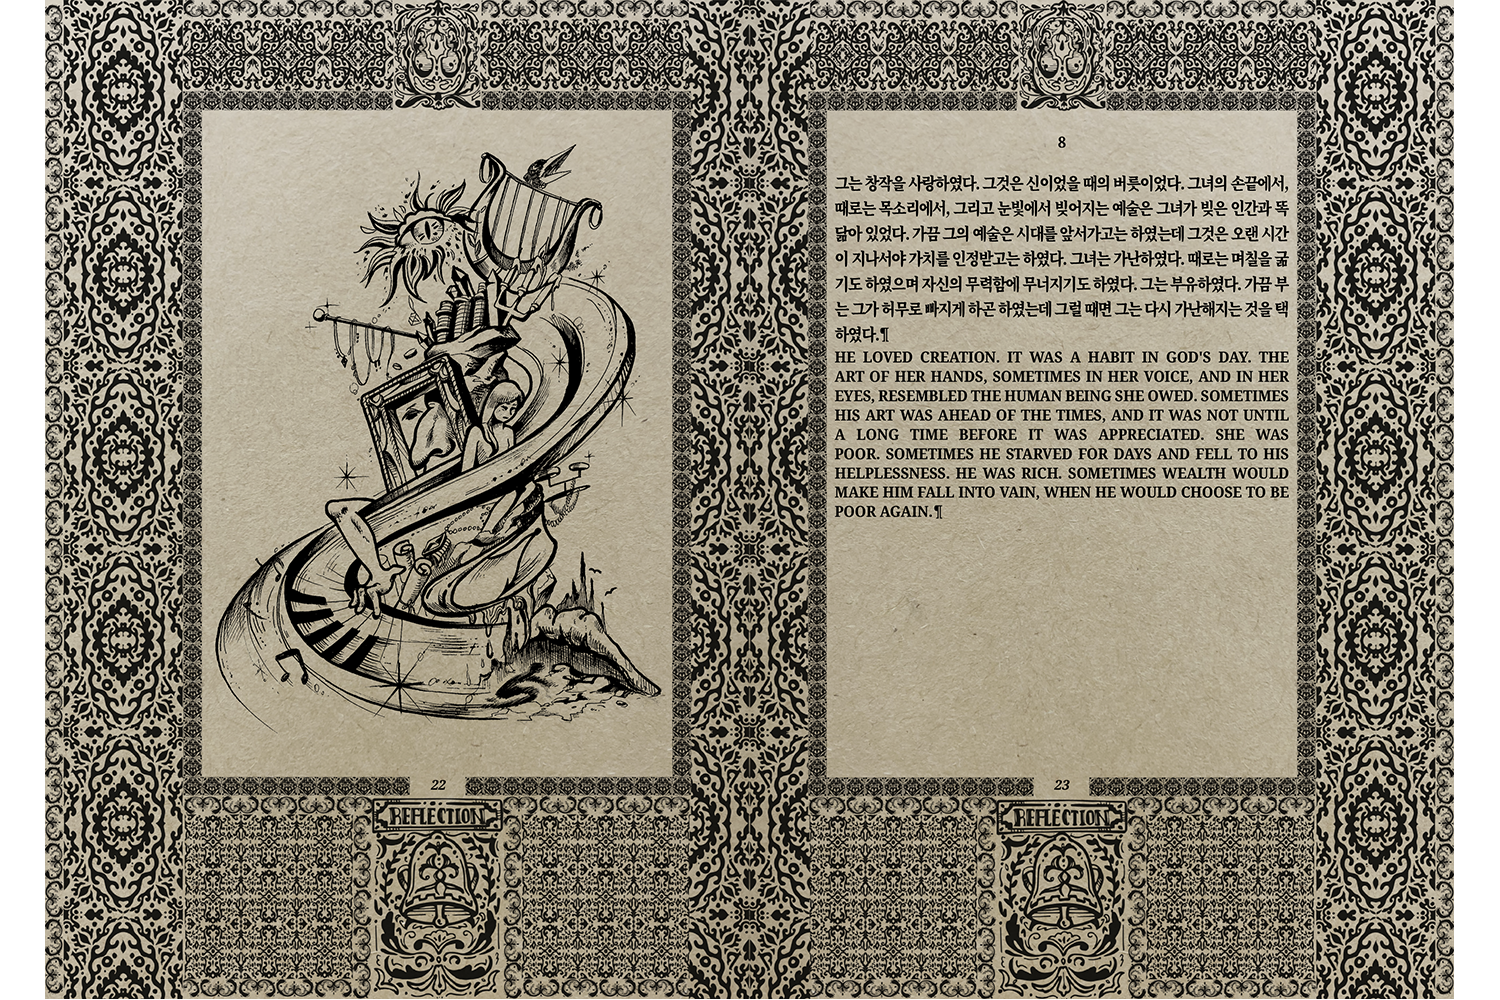 22
REFLECTION
8
그는 창작을 사랑하였다. 그것은 신이었을 때의 버릇이었다. 그녀의 손끝에서,
때로는 목소리에서, 그리고 눈빛에서 빚어지는 예술은 그녀가 빚은 인간과 똑
닮아 있었다. 가끔 그의 예술은 시대를 앞서가고는 하였는데 그것은 오랜 시간
이 지나서야 가치를 인정받고는 하였다. 그녀는 가난하였다. 때로는 며칠을 굶
기도 하였으며 자신의 무력함에 무너지기도 하였다. 그는 부유하였다. 가끔 부
는 그가 허무로 빠지게 하곤 하였는데 그럴 때면 그는 다시 가난해지는 것을 택
하였다.¶
HE LOVED CREATION. IT WAS A HABIT IN GOD'S DAY. THE
ART OF HER HANDS, SOMETIMES IN HER VOICE, AND IN HER
EYES, RESEMBLED THE HUMAN BEING SHE OWED. SOMETIMES
HIS ART WAS AHEAD OF THE TIMES, AND IT WAS NOT UNTIL
A LONG TIME BEFORE IT WAS APPRECIATED. SHE WAS
POOR. SOMETIMES HE STARVED FOR DAYS AND FELL TO HIS
HELPLESSNESS. HE WAS RICH. SOMETIMES WEALTH WOULD
MAKE HIM FALL INTO VAIN, WHEN HE WOULD CHOOSE TO BE
POOR AGAIN.¶
23
REFLECTION